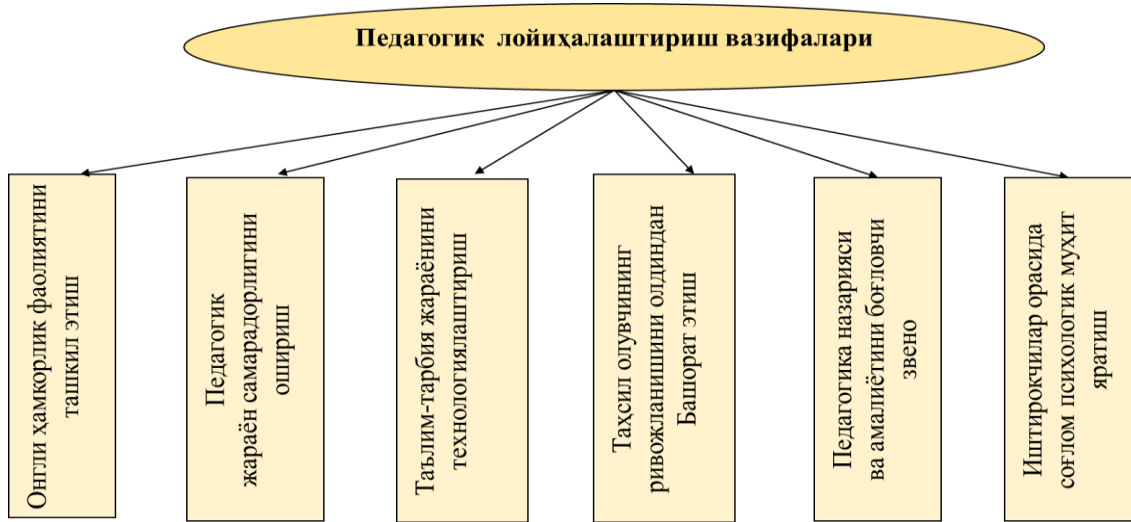 Педагогик лойиҳалаштириш вазифалари
Онгли ҳамкорлик фаолиятини
ташкил этиш
Педагогик
жараён самарадорлигини
ошириш
Таълим-тарбия жараёнини
технологиялаштириш
Таҳсил олувчининг
ривожланишини олдиндан
Башорат этиш
Педагогика назарияси
ва амалиётини боғловчи
звено
Иштирокчилар орасида
соғлом психологик муҳит
яратиш